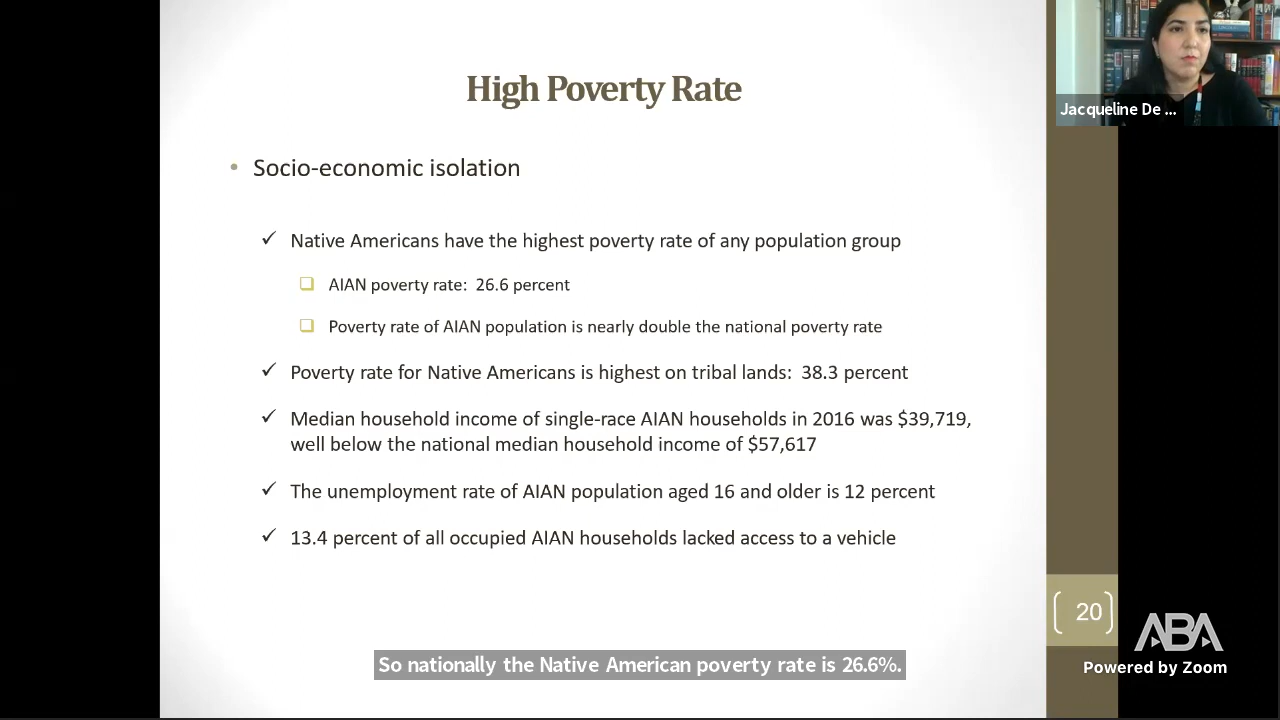 High Poverty Rate
Jacqueline De ...
• Socio-economic isolation
✓ Native Americans have the highest poverty rate of any population group
❑ AIAN poverty rate: 26.6 percent
❑ Poverty rate of AIAN population is nearly double the national poverty rate
✓ Poverty rate for Native Americans is highest on tribal lands: 38.3 percent
✓ Median household income of single-race AIAN households in 2016 was $39,719,
well below the national median household income of $57,617
✓ The unemployment rate of AIAN population aged 16 and older is 12 percent
✓ 13.4 percent of all occupied AIAN households lacked access to a vehicle
20
ABA
Powered by Zoom
So nationally the Native American poverty rate is 26.6%.